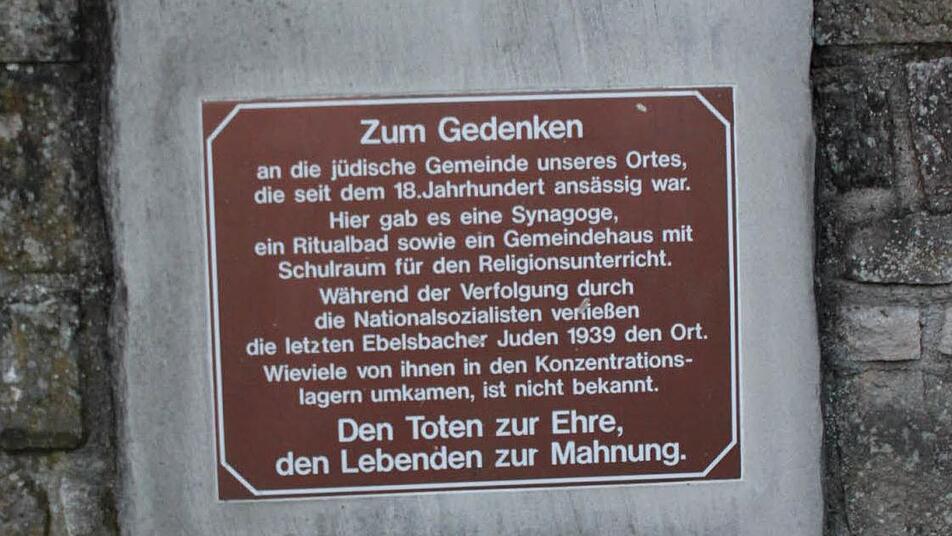 Zum Gedenken
an die jüdische Gemeinde unseres Ortes,
die seit dem 18.Jahrhundert ansässig war.
Hier gab es eine Synagoge,
ein Ritualbad sowie ein Gemeindehaus mit
Schulraum für den Religionsunterricht.
Während der Verfolgung durch
die Nationalsozialisten verließen
die letzten Ebelsbacher Juden 1939 den Ort.
Wieviele von ihnen in den Konzentrations-
lagern umkamen, ist nicht bekannt.
Den Toten zur Ehre,
den Lebenden zur Mahnung.